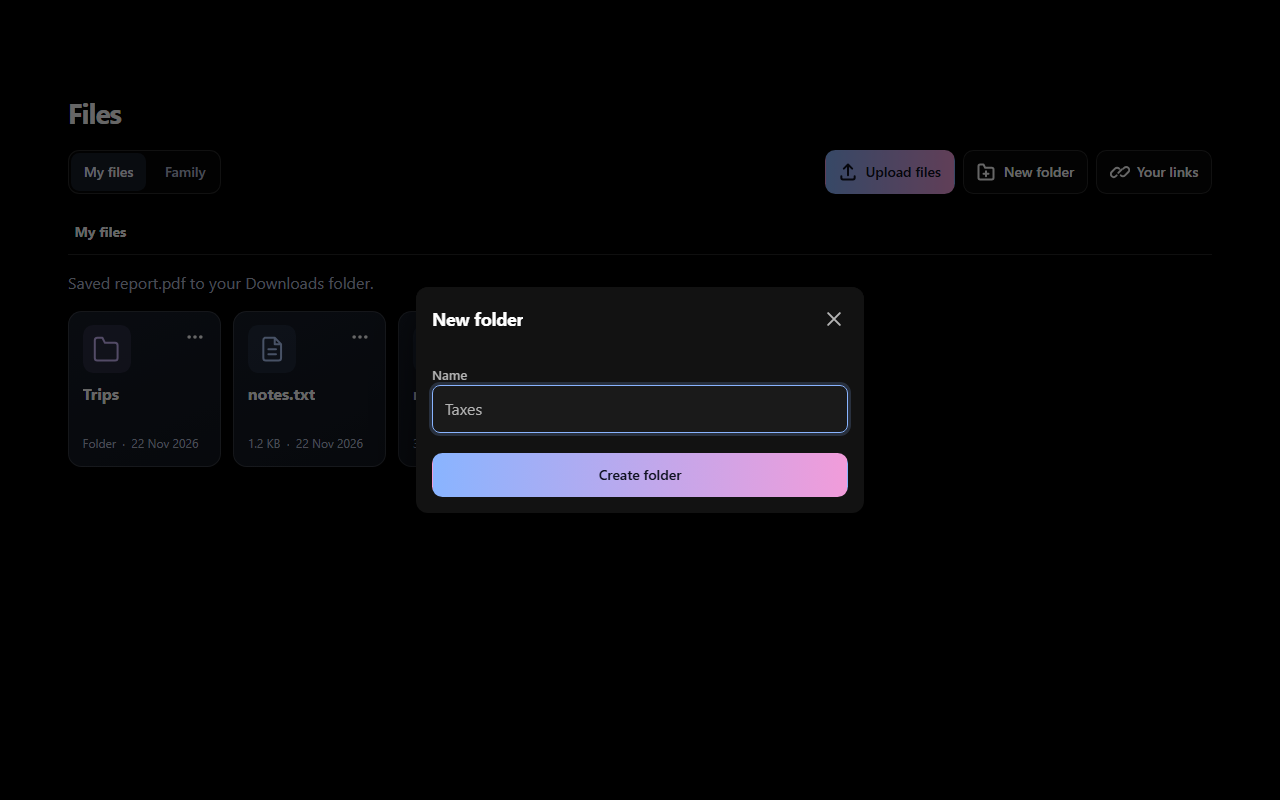 Files
My files
Family
Upload files
New folder
Your links
My files
Saved report.pdf to your Downloads folder.
Trips
Folder · 22 Nov 2026
notes.txt
1.2 KB · 22 Nov 2026
New folder
Name
Taxes
Create folder